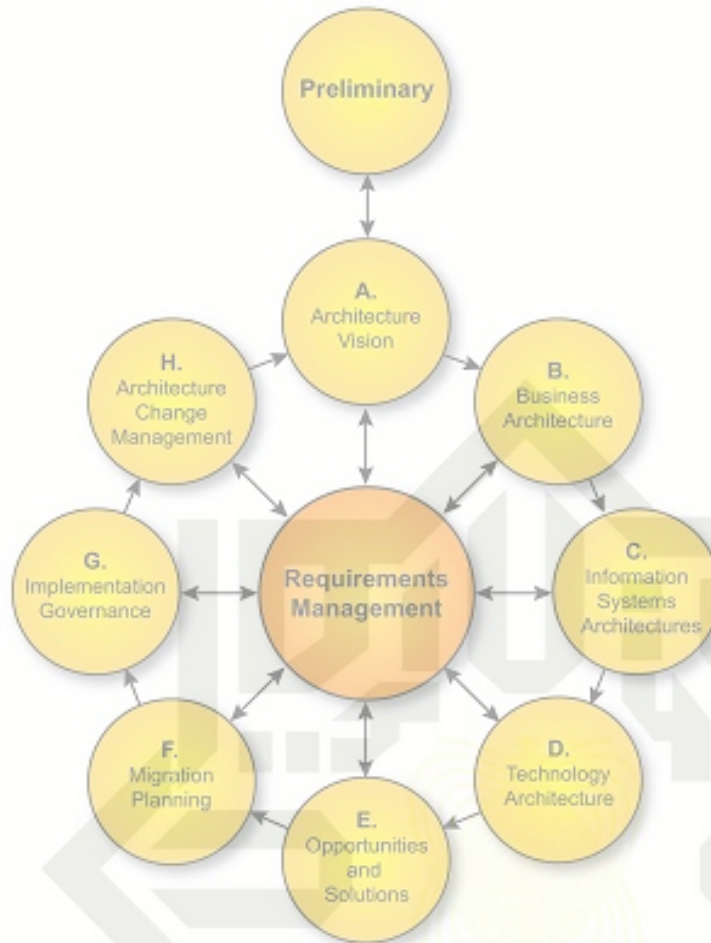 Preliminary
A.
Architecture
Vision
B.
Business
Architecture
C.
Information
Systems
Architectures
D.
Technology
Architecture
E.
Opportunities
and
Solutions
F.
Migration
Planning
G.
Implementation
Governance
H.
Architecture
Change
Management
Requirements
Management